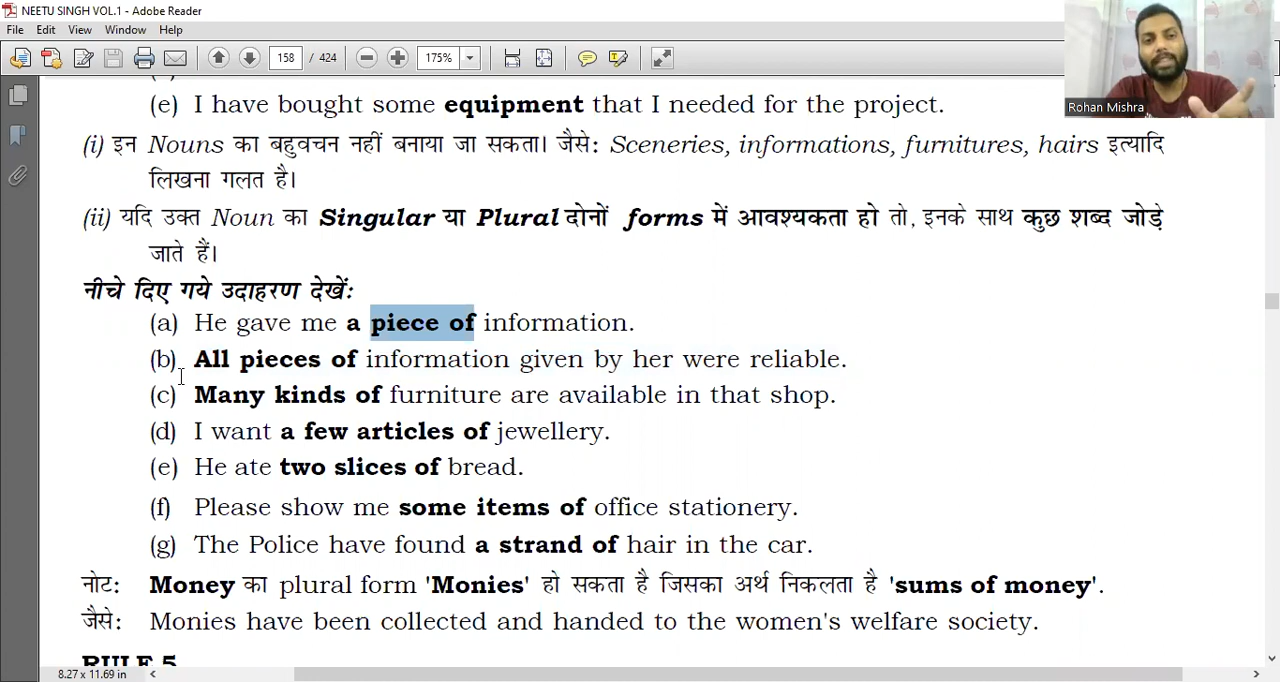 NEETU SINGH VOL.1 - Adobe Reader
File Edit View Window Help
158 / 424 175%
Rohan Mishra
(e) I have bought some equipment that I needed for the project.
(i) इन Nouns का बहुवचन नहीं बनाया जा सकता। जैसे: Sceneries, informations, furnitures, hairs इत्यादि
लिखना गलत है।
(ii) यदि उक्त Noun का Singular या Plural दोनों forms में आवश्यकता हो तो, इनके साथ कुछ शब्द जोड़े
जाते हैं।
नीचे दिए गये उदाहरण देखें:
(a) He gave me a piece of information.
(b) All pieces of information given by her were reliable.
(c) Many kinds of furniture are available in that shop.
(d) I want a few articles of jewellery.
(e) He ate two slices of bread.
(f) Please show me some items of office stationery.
(g) The Police have found a strand of hair in the car.
नोट: Money का plural form 'Monies' हो सकता है जिसका अर्थ निकलता है 'sums of money'.
जैसे: Monies have been collected and handed to the women's welfare society.
RULE 5
8.27 x 11.69 in